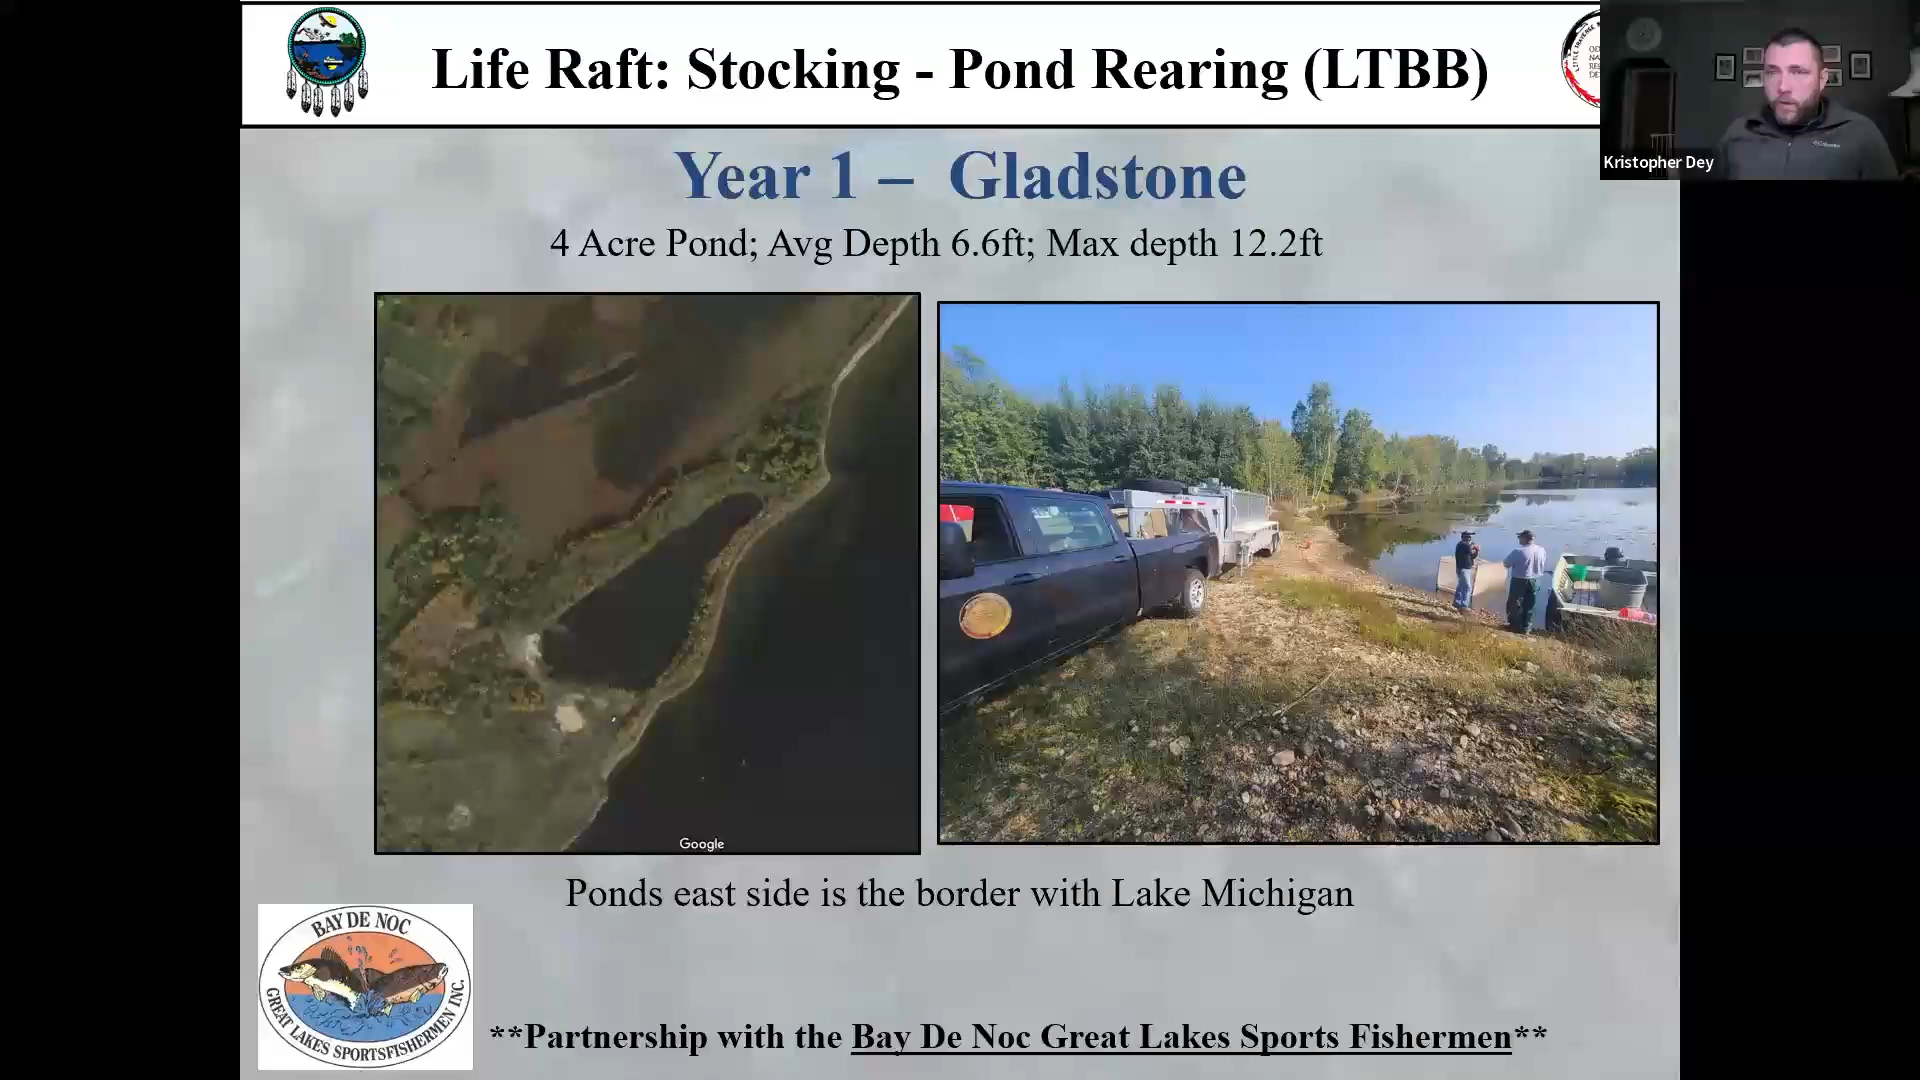 Life Raft: Stocking - Pond Rearing (LTBB)
Kristopher Dey
Year 1 – Gladstone
4 Acre Pond; Avg Depth 6.6ft; Max depth 12.2ft
Google
Ponds east side is the border with Lake Michigan
BAY DE NOC
GREAT LAKES SPORTSFISHERMEN INC.
**Partnership with the Bay De Noc Great Lakes Sports Fishermen**